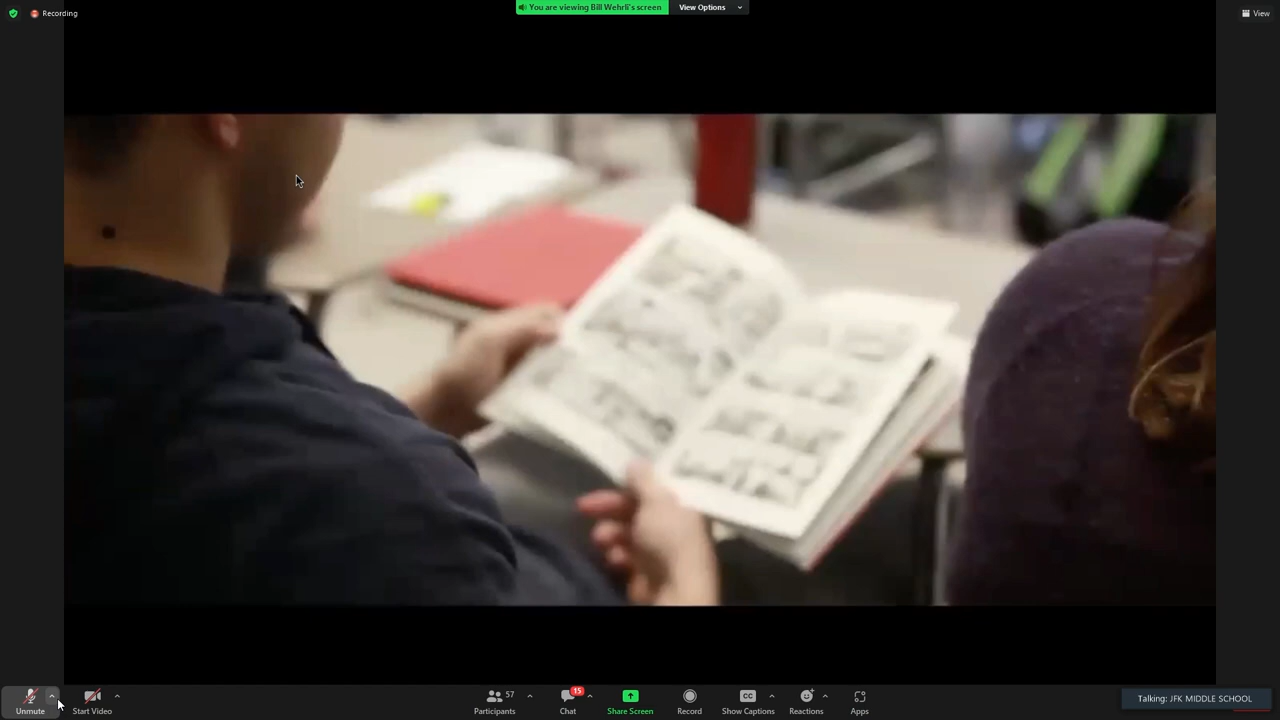 Recording
You are viewing Bill Wehrli's screen
View Options
View
Unmute
Start Video
57
Participants
15
Chat
Share Screen
Record
CC
Show Captions
Reactions
Apps
Talking: JFK MIDDLE SCHOOL